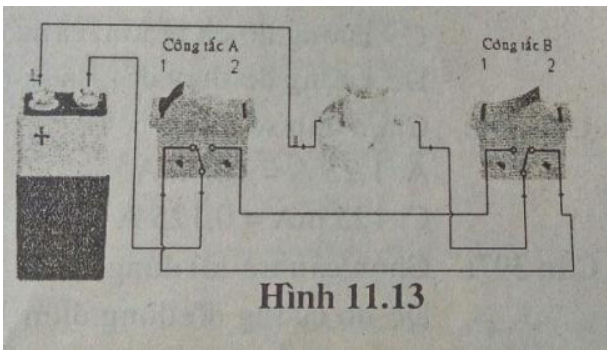 Công tắc A
Công tắc B
1 2
1 2
+
Hình 11.13